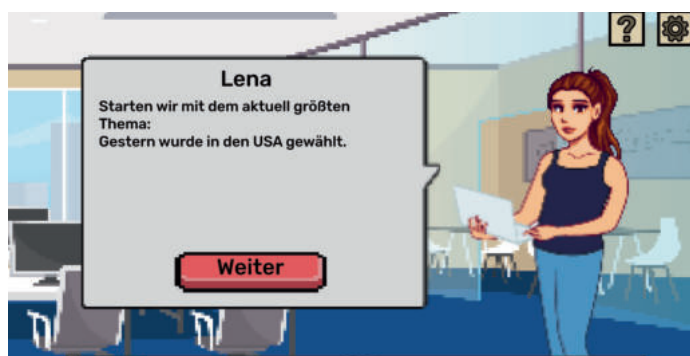 ?
Lena
Starten wir mit dem aktuell größten
Thema:
Gestern wurde in den USA gewählt.
Weiter